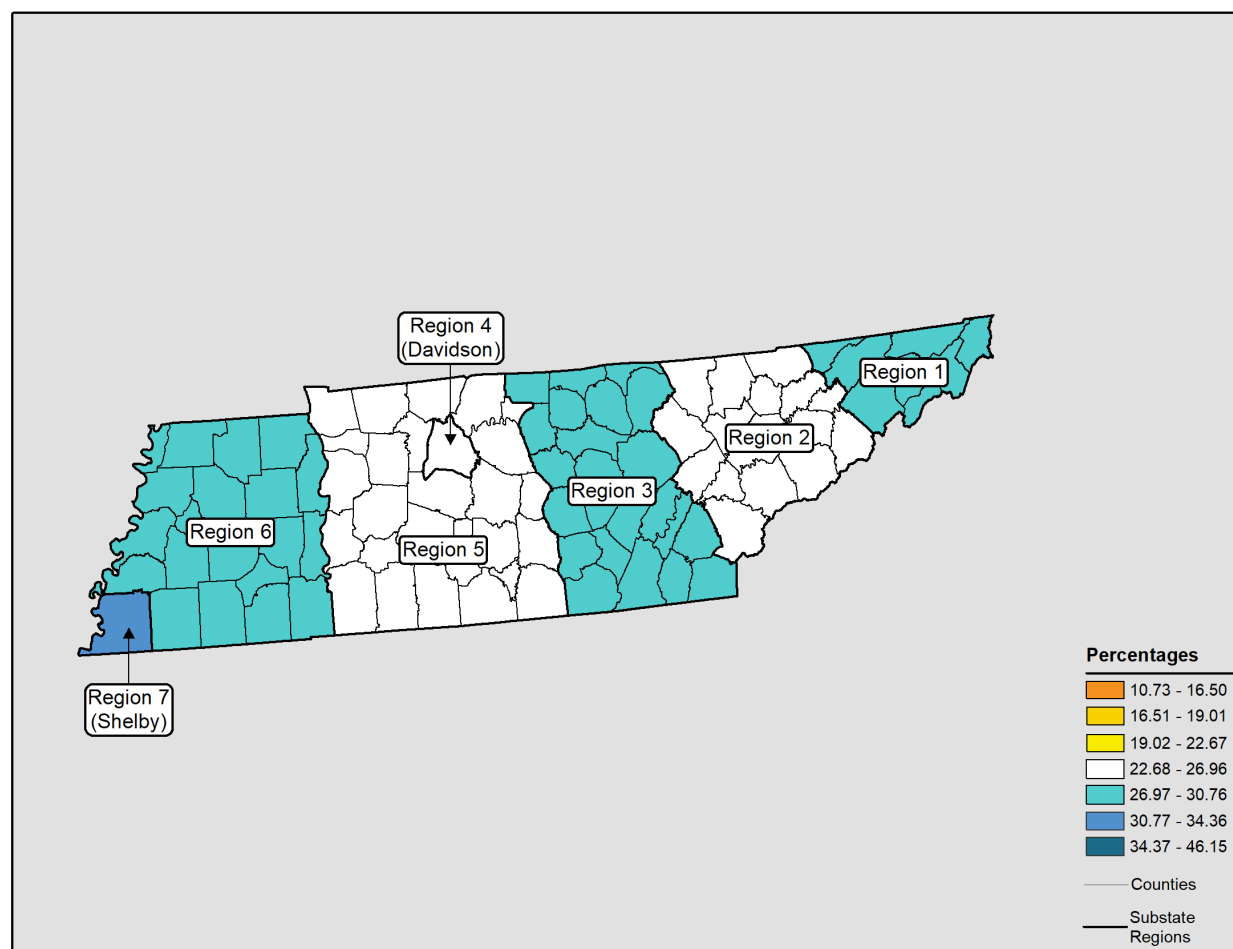 Region 4
(Davidson)
Region 1
Region 2
Region 3
Region 6
Region 5
Region 7
(Shelby)
Percentages
10.73 - 16.50
16.51 - 19.01
19.02 - 22.67
22.68 - 26.96
26.97 - 30.76
30.77 - 34.36
34.37 - 46.15
Counties
Substate
Regions